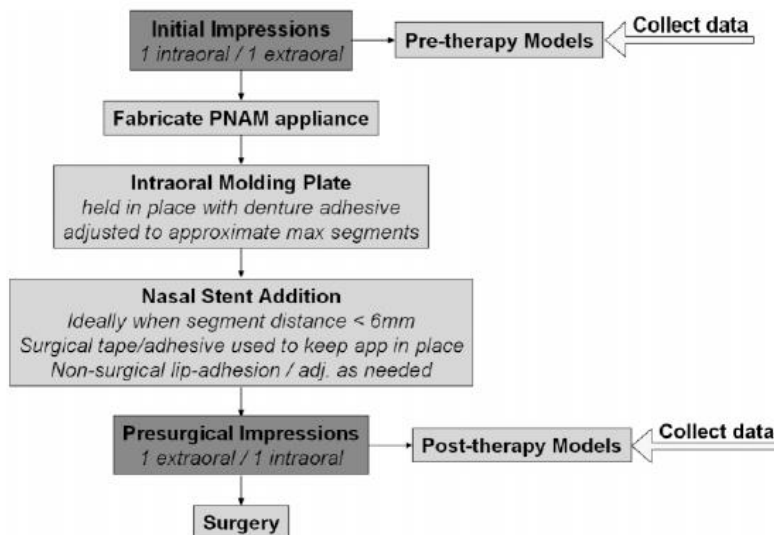 Initial Impressions
1 intraoral / 1 extraoral
Pre-therapy Models
Collect data
Fabricate PNAM appliance
Intraoral Molding Plate
held in place with denture adhesive
adjusted to approximate max segments
Nasal Stent Addition
Ideally when segment distance < 6mm
Surgical tape/adhesive used to keep app in place
Non-surgical lip-adhesion / adj. as needed
Presurgical Impressions
1 extraoral / 1 intraoral
Post-therapy Models
Collect data
Surgery